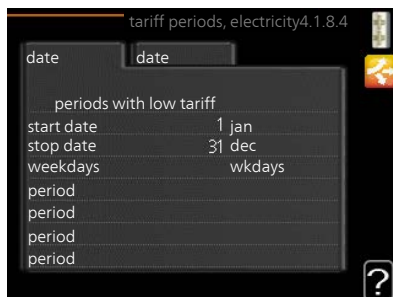 tariff periods, electricity4.1.8.4
date date
periods with low tariff
start date 1 jan
stop date 31 dec
weekdays wkdays
period
period
period
period
?